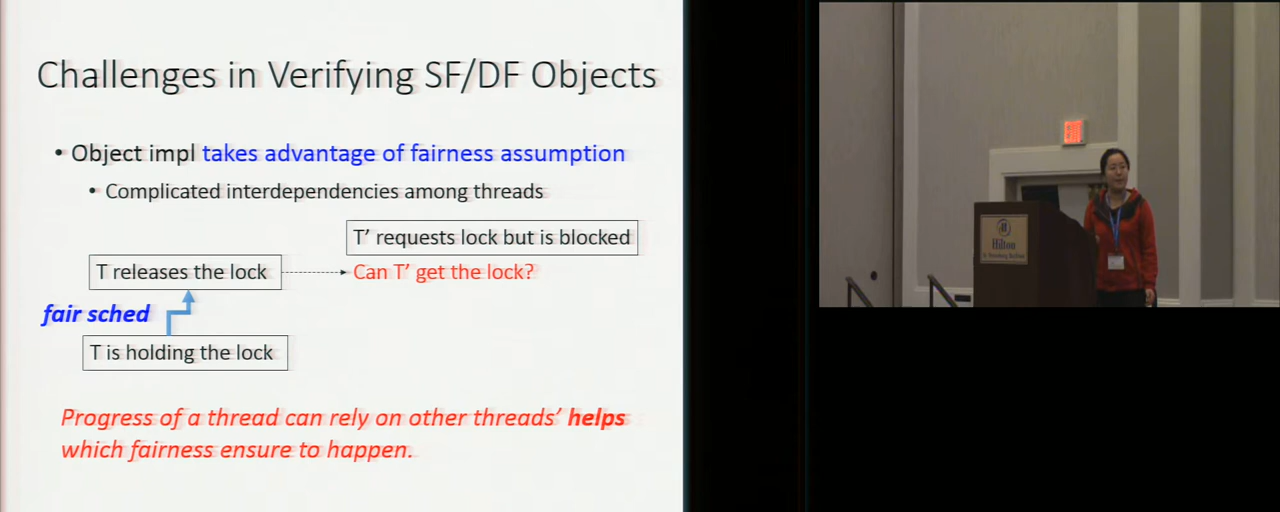 Challenges in Verifying SF/DF Objects
• Object impl takes advantage of fairness assumption
• Complicated interdependencies among threads
T' requests lock but is blocked
T releases the lock
Can T' get the lock?
fair sched
T is holding the lock
Progress of a thread can rely on other threads' helps
which fairness ensure to happen.
Hilton